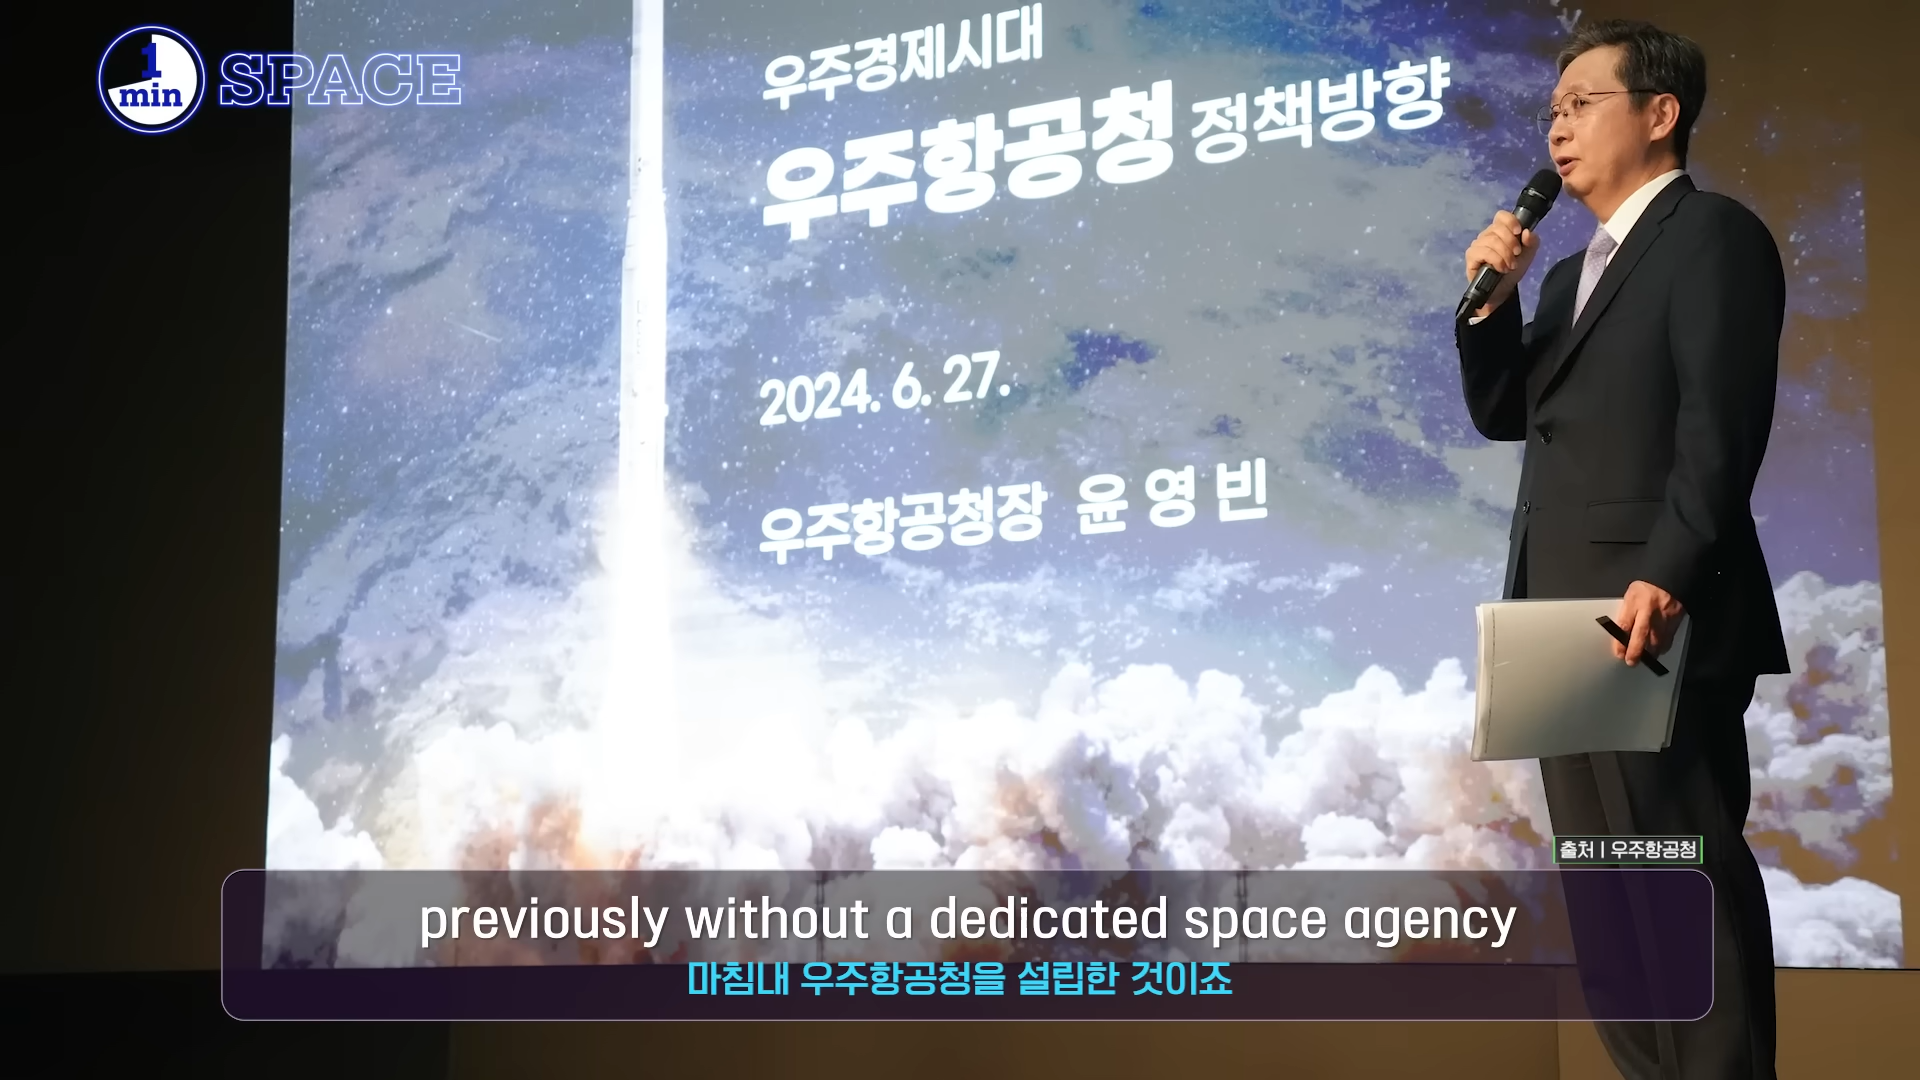 1
min
SPACE
우주경제시대
우주항공청 정책방향
2024. 6. 27.
우주항공청장 윤영빈
출처 | 우주항공청
previously without a dedicated space agency
마침내 우주항공청을 설립한 것이죠